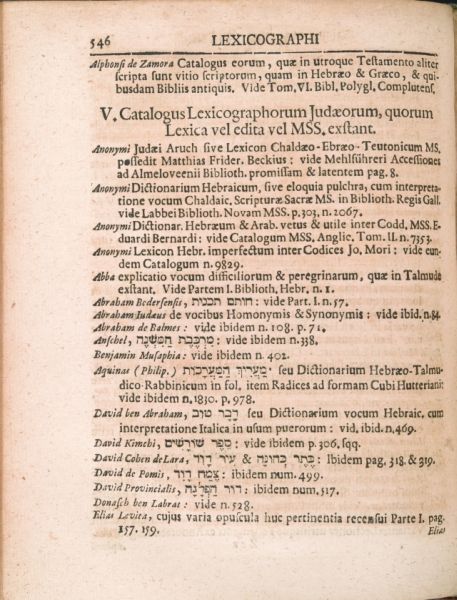 546 LEXICOGRAPHI
Alphonsi de Zamora Catalogus eorum, quæ in utroque Testamento aliter
scripta sunt vitio scriptorum, quam in Hebræo & Græco, & qui-
busdam Bibliis antiquis. Vide Tom. VI. Bibl. Polygl. Complutens.
V. Catalogus Lexicographorum Judæorum, quorum
Lexica vel edita vel MSS. exstant.
Anonymi Judæi Aruch sive Lexicon Chaldæo-Ebræo-Teutonicum MS.
possedit Matthias Frider. Beckius: vide Mehlführeri Accessiones
ad Almeloveenii Biblioth. promissam & latentem pag. 8.
Anonymi Dictionarium Hebraicum, sive eloquia pulchra, cum interpreta-
tione vocum Chaldaic. Scripturæ Sacræ MS. in Biblioth. Regis Gall.
vide Labbei Biblioth. Novam MSS. p. 303, n. 2067.
Anonymi Dictionar. Hebræum & Arab. vetus & utile inter Codd. MSS. E-
duardi Bernardi: vide Catalogum MSS. Anglic. Tom. II. n. 7353.
Anonymi Lexicon Hebr. imperfectum inter Codices Jo. Mori: vide eun-
dem Catalogum n. 9829.
Abba explicatio vocum difficiliorum & peregrinarum, quæ in Talmude
exstant. Vide Partem I. Biblioth. Hebr. n. 1.
Abraham Bedersensis, חותם תכנית: vide Part. I. n. 57.
Abraham Iudæus de vocibus Homonymis & Synonymis: vide ibid. n. 84.
Abraham de Balmes: vide ibidem n. 108. p. 71.
Anschel, מרכבת המשנה: vide ibidem n. 338.
Benjamin Musaphia: vide ibidem n. 402.
Aquinas (Philip.) מעריך המערכות seu Dictionarium Hebræo-Talmu-
dico-Rabbinicum in fol. item Radices ad formam Cubi Hutteriani:
vide ibidem n. 1830. p. 978.
David ben Abraham, דבר טוב seu Dictionarium vocum Hebraic. cum
interpretatione Italica in usum puerorum: vid. ibid. n. 469.
David Kimchi, ספר שורשים: vide ibidem p. 306. sqq.
David Cohen de Lara, כתר כהונה & עיר דוד: Ibidem pag. 318. & 319.
David de Pomis, צמח דוד, ibidem num. 499.
David Provincialis, דור הפלגה: ibidem num. 517.
Donasch ben Labrat: vide n. 528.
Elias Levita, cujus varia opuscula huc pertinentia recensui Parte I. pag.
157. 159. Elias